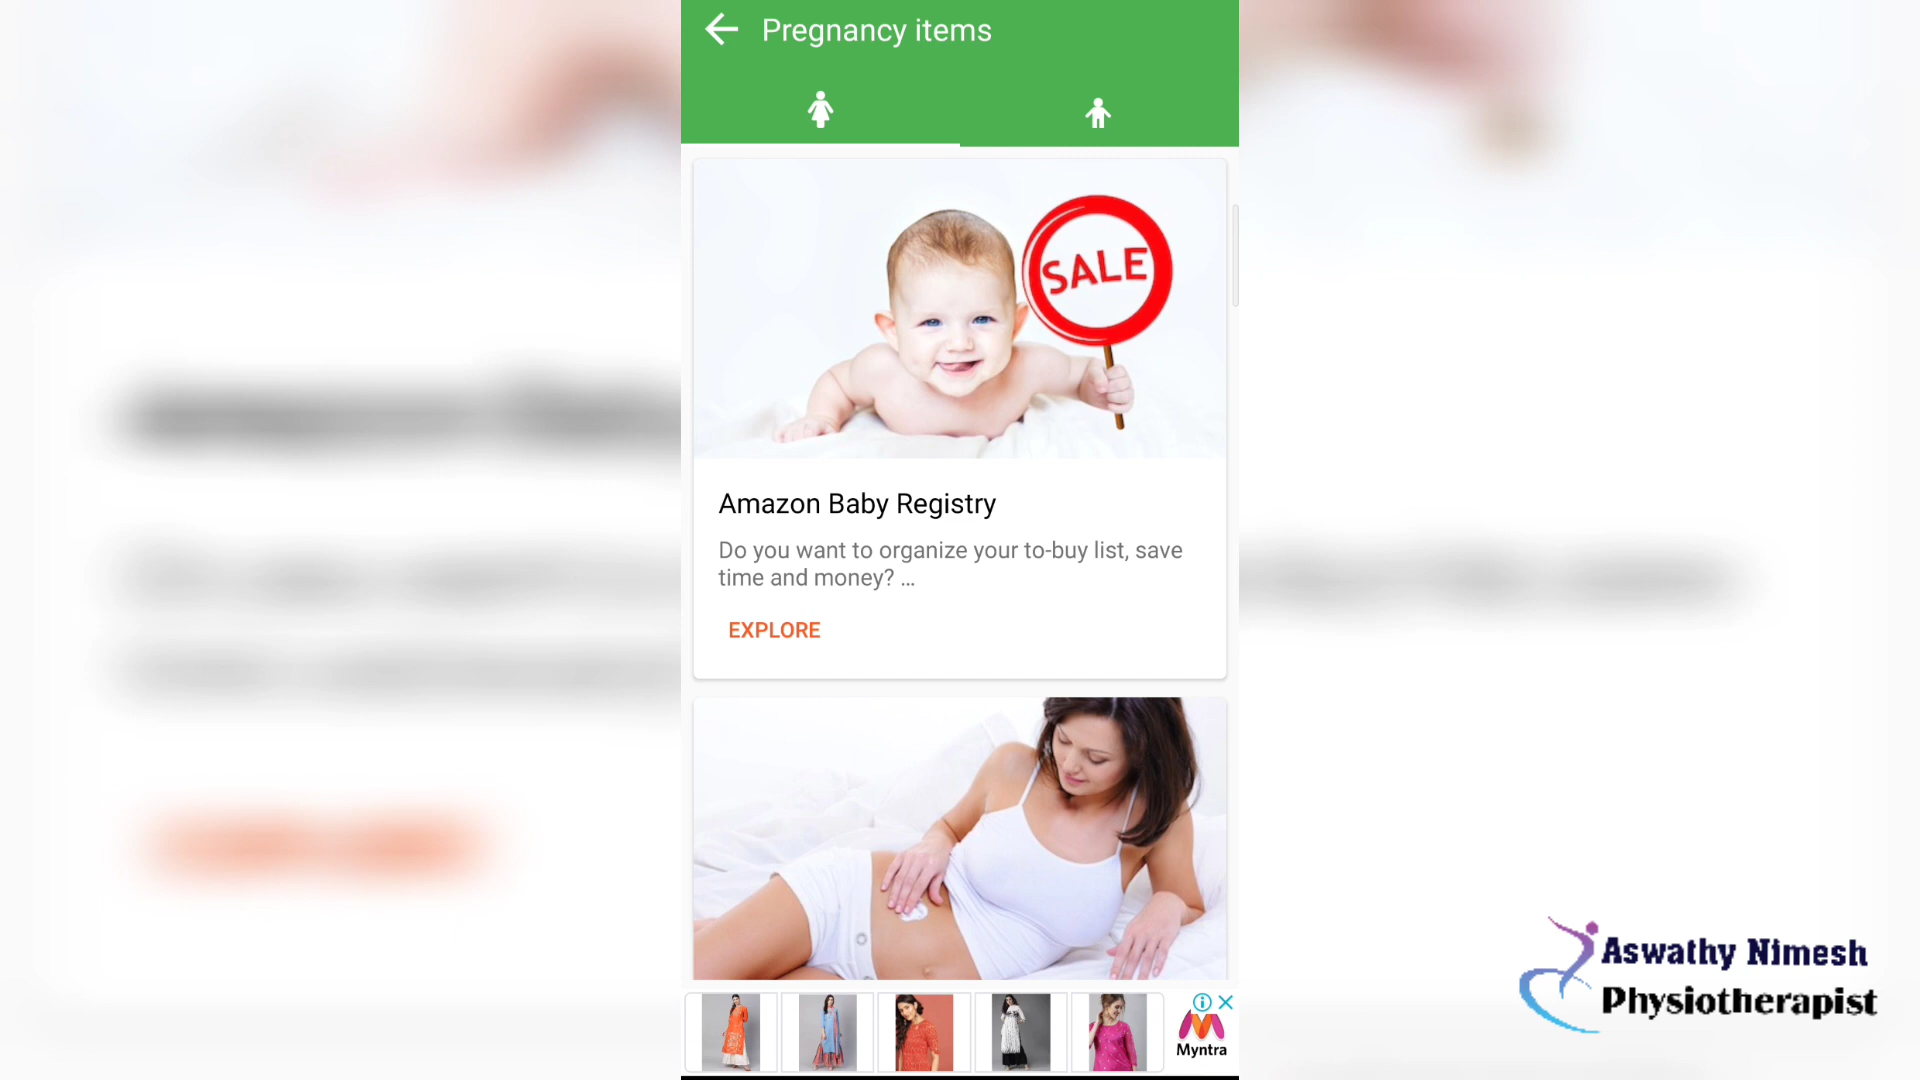 Pregnancy items
SALE
Amazon Baby Registry
Do you want to organize your to-buy list, save
time and money? ...
EXPLORE
Myntra
Aswathy Nimesh
Physiotherapist